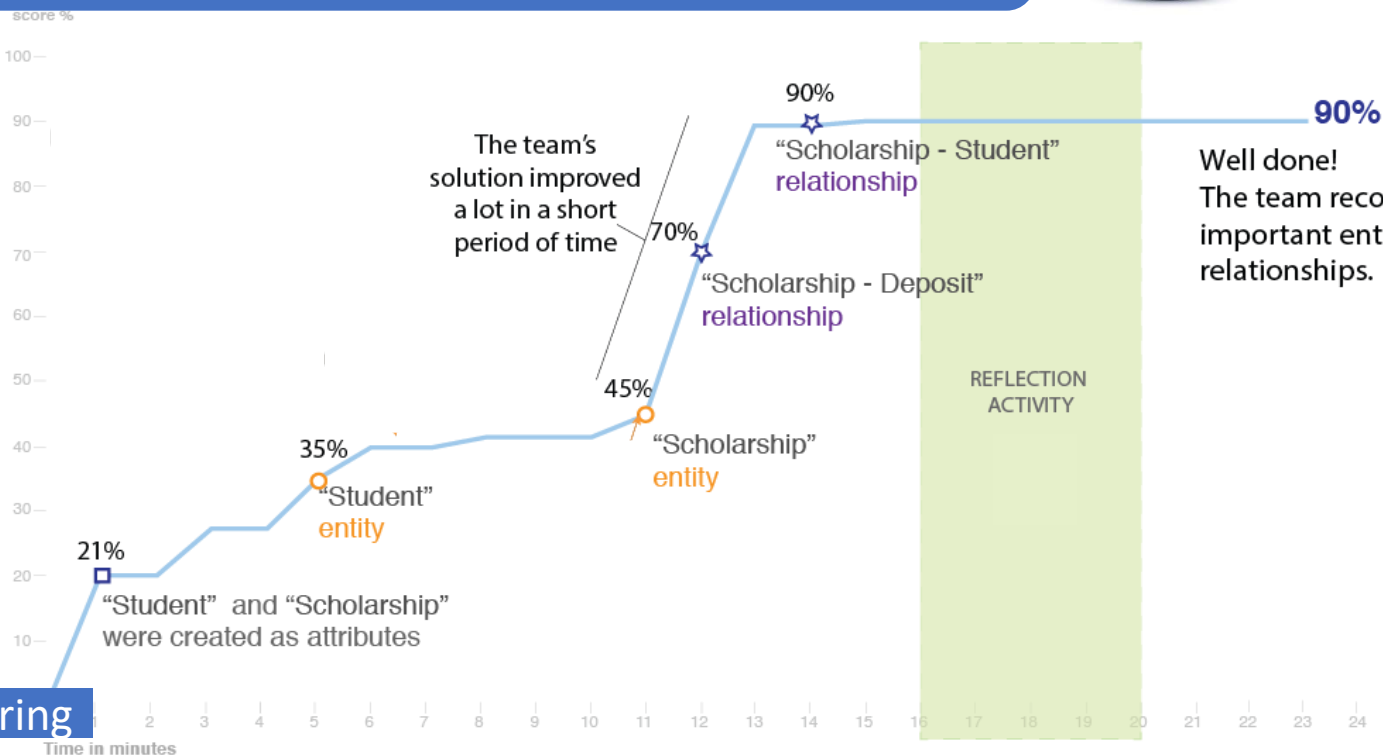 score %
100
90%
90
90%
The team's
solution improved
a lot in a short
period of time
“Scholarship - Student”
relationship
Well done!
The team reco
important ent
relationships.
80
70%
70
“Scholarship - Deposit”
relationship
60
50
45%
REFLECTION
ACTIVITY
40
35%
“Scholarship”
entity
30
“Student”
entity
21%
20
“Student” and “Scholarship”
were created as attributes
10
ring
2 3 4 5 6 7 8 9 10 11 12 13 14 15 16 17 18 19 20 21 22 23 24
Time in minutes